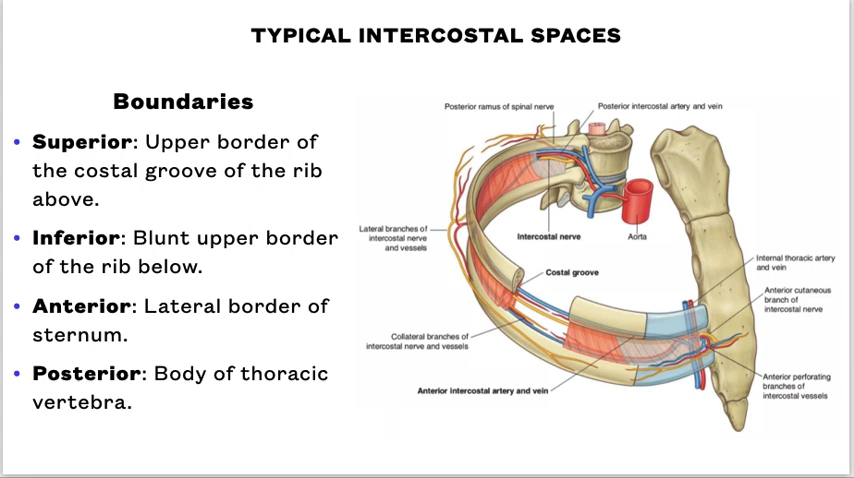 TYPICAL INTERCOSTAL SPACES
Boundaries
• Superior: Upper border of
the costal groove of the rib
above.
• Inferior: Blunt upper border
of the rib below.
• Anterior: Lateral border of
sternum.
• Posterior: Body of thoracic
vertebra.
Posterior ramus of spinal nerve
Posterior intercostal artery and vein
Lateral branches of
intercostal nerve
and vessels
Intercostal nerve
Aorta
Costal groove
Internal thoracic artery
and vein
Anterior cutaneous
branch of
intercostal nerve
Collateral branches of
intercostal nerve and vessels
Anterior intercostal artery and vein
Anterior perforating
branches of
intercostal vessels